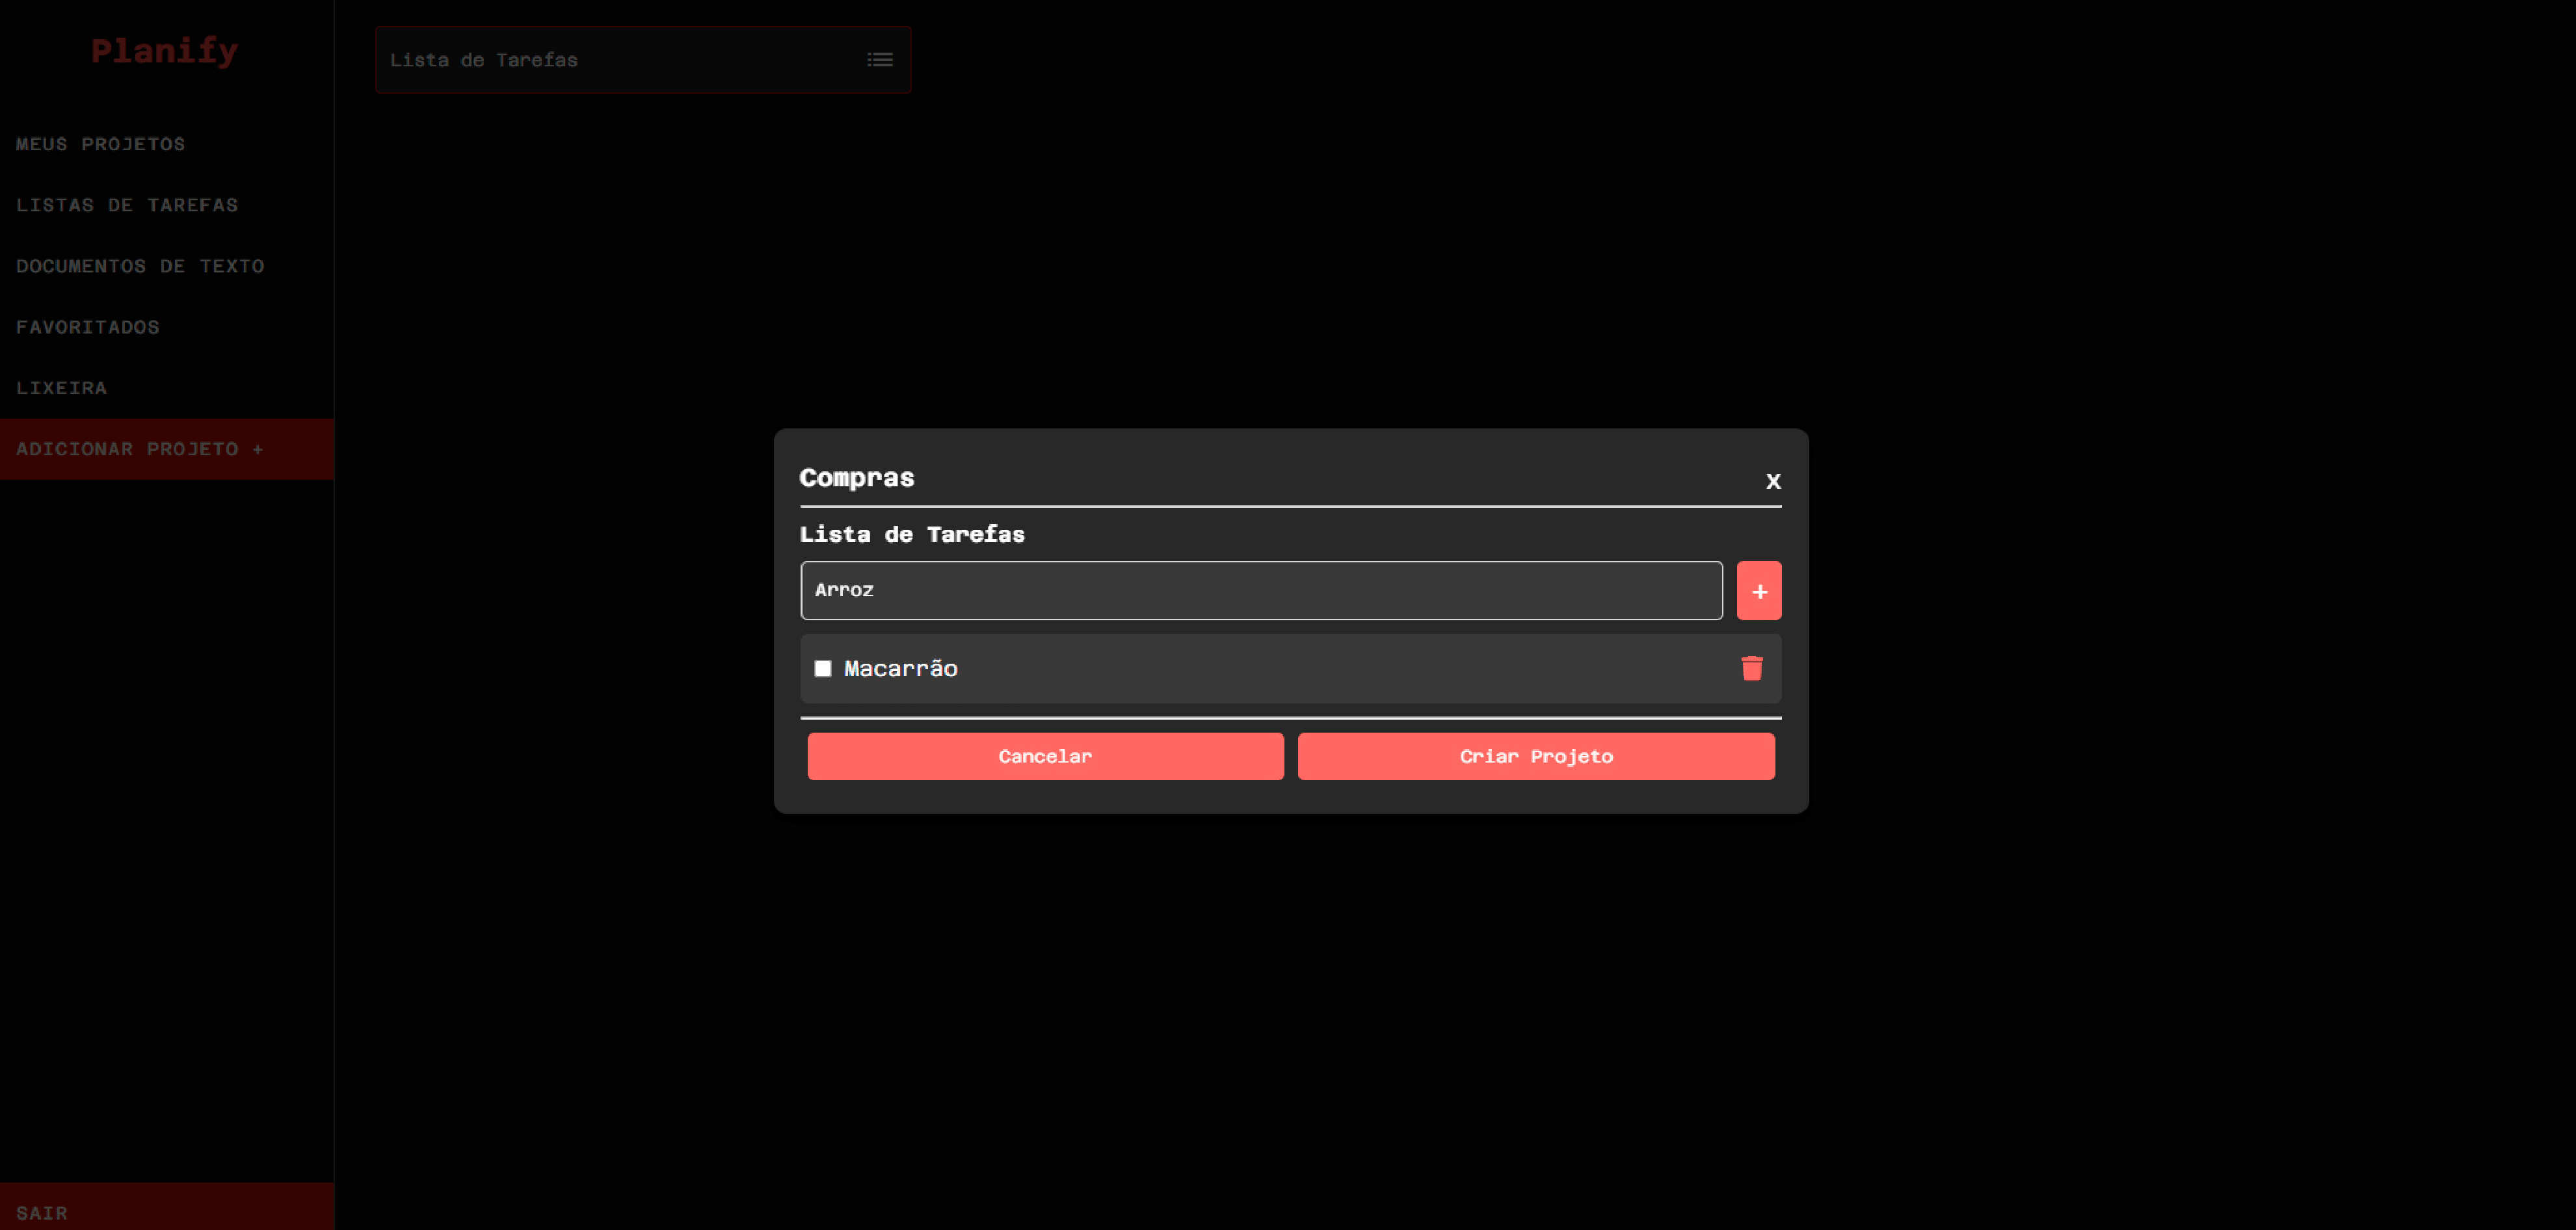 Planify
MEUS PROJETOS
LISTAS DE TAREFAS
DOCUMENTOS DE TEXTO
FAVORITADOS
LIXEIRA
ADICIONAR PROJETO +
SAIR
Lista de Tarefas
Compras
x
Lista de Tarefas
Arroz
+
Macarrão
Cancelar
Criar Projeto